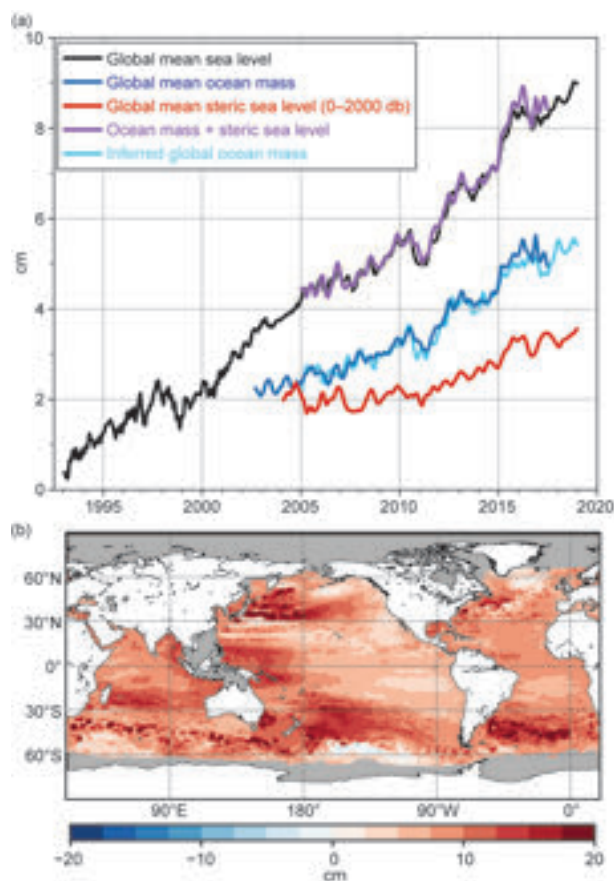 (a)
10
8
6
4
2
0
cm
Global mean sea level
Global mean ocean mass
Global mean steric sea level (0–2000 db)
Ocean mass + steric sea level
Inferred global ocean mass
1995 2000 2005 2010 2015 2020
(b)
60°N
30°N
0°
30°S
60°S
90°E 180° 90°W 0°
−20 −10 0 10 20
cm